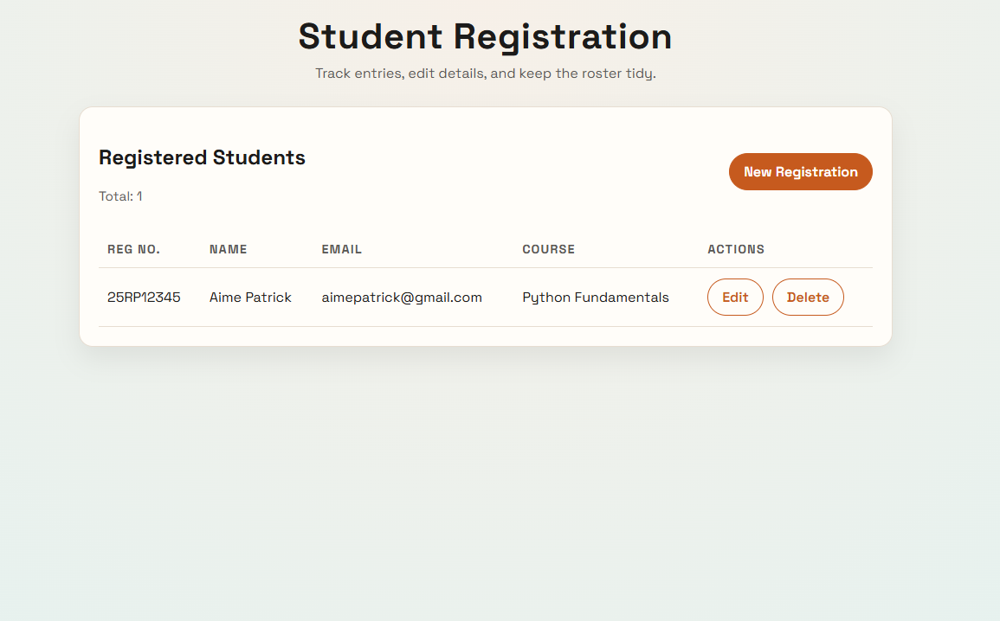 Student Registration
Track entries, edit details, and keep the roster tidy.
Registered Students
New Registration
Total: 1
REG NO. NAME EMAIL COURSE ACTIONS
25RP12345 Aime Patrick aimepatrick@gmail.com Python Fundamentals Edit Delete